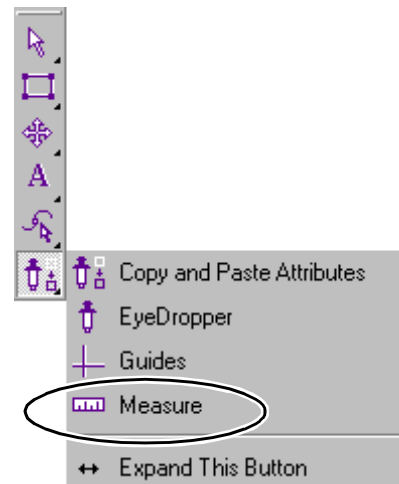 A
Copy and Paste Attributes
EyeDropper
Guides
Measure
Expand This Button